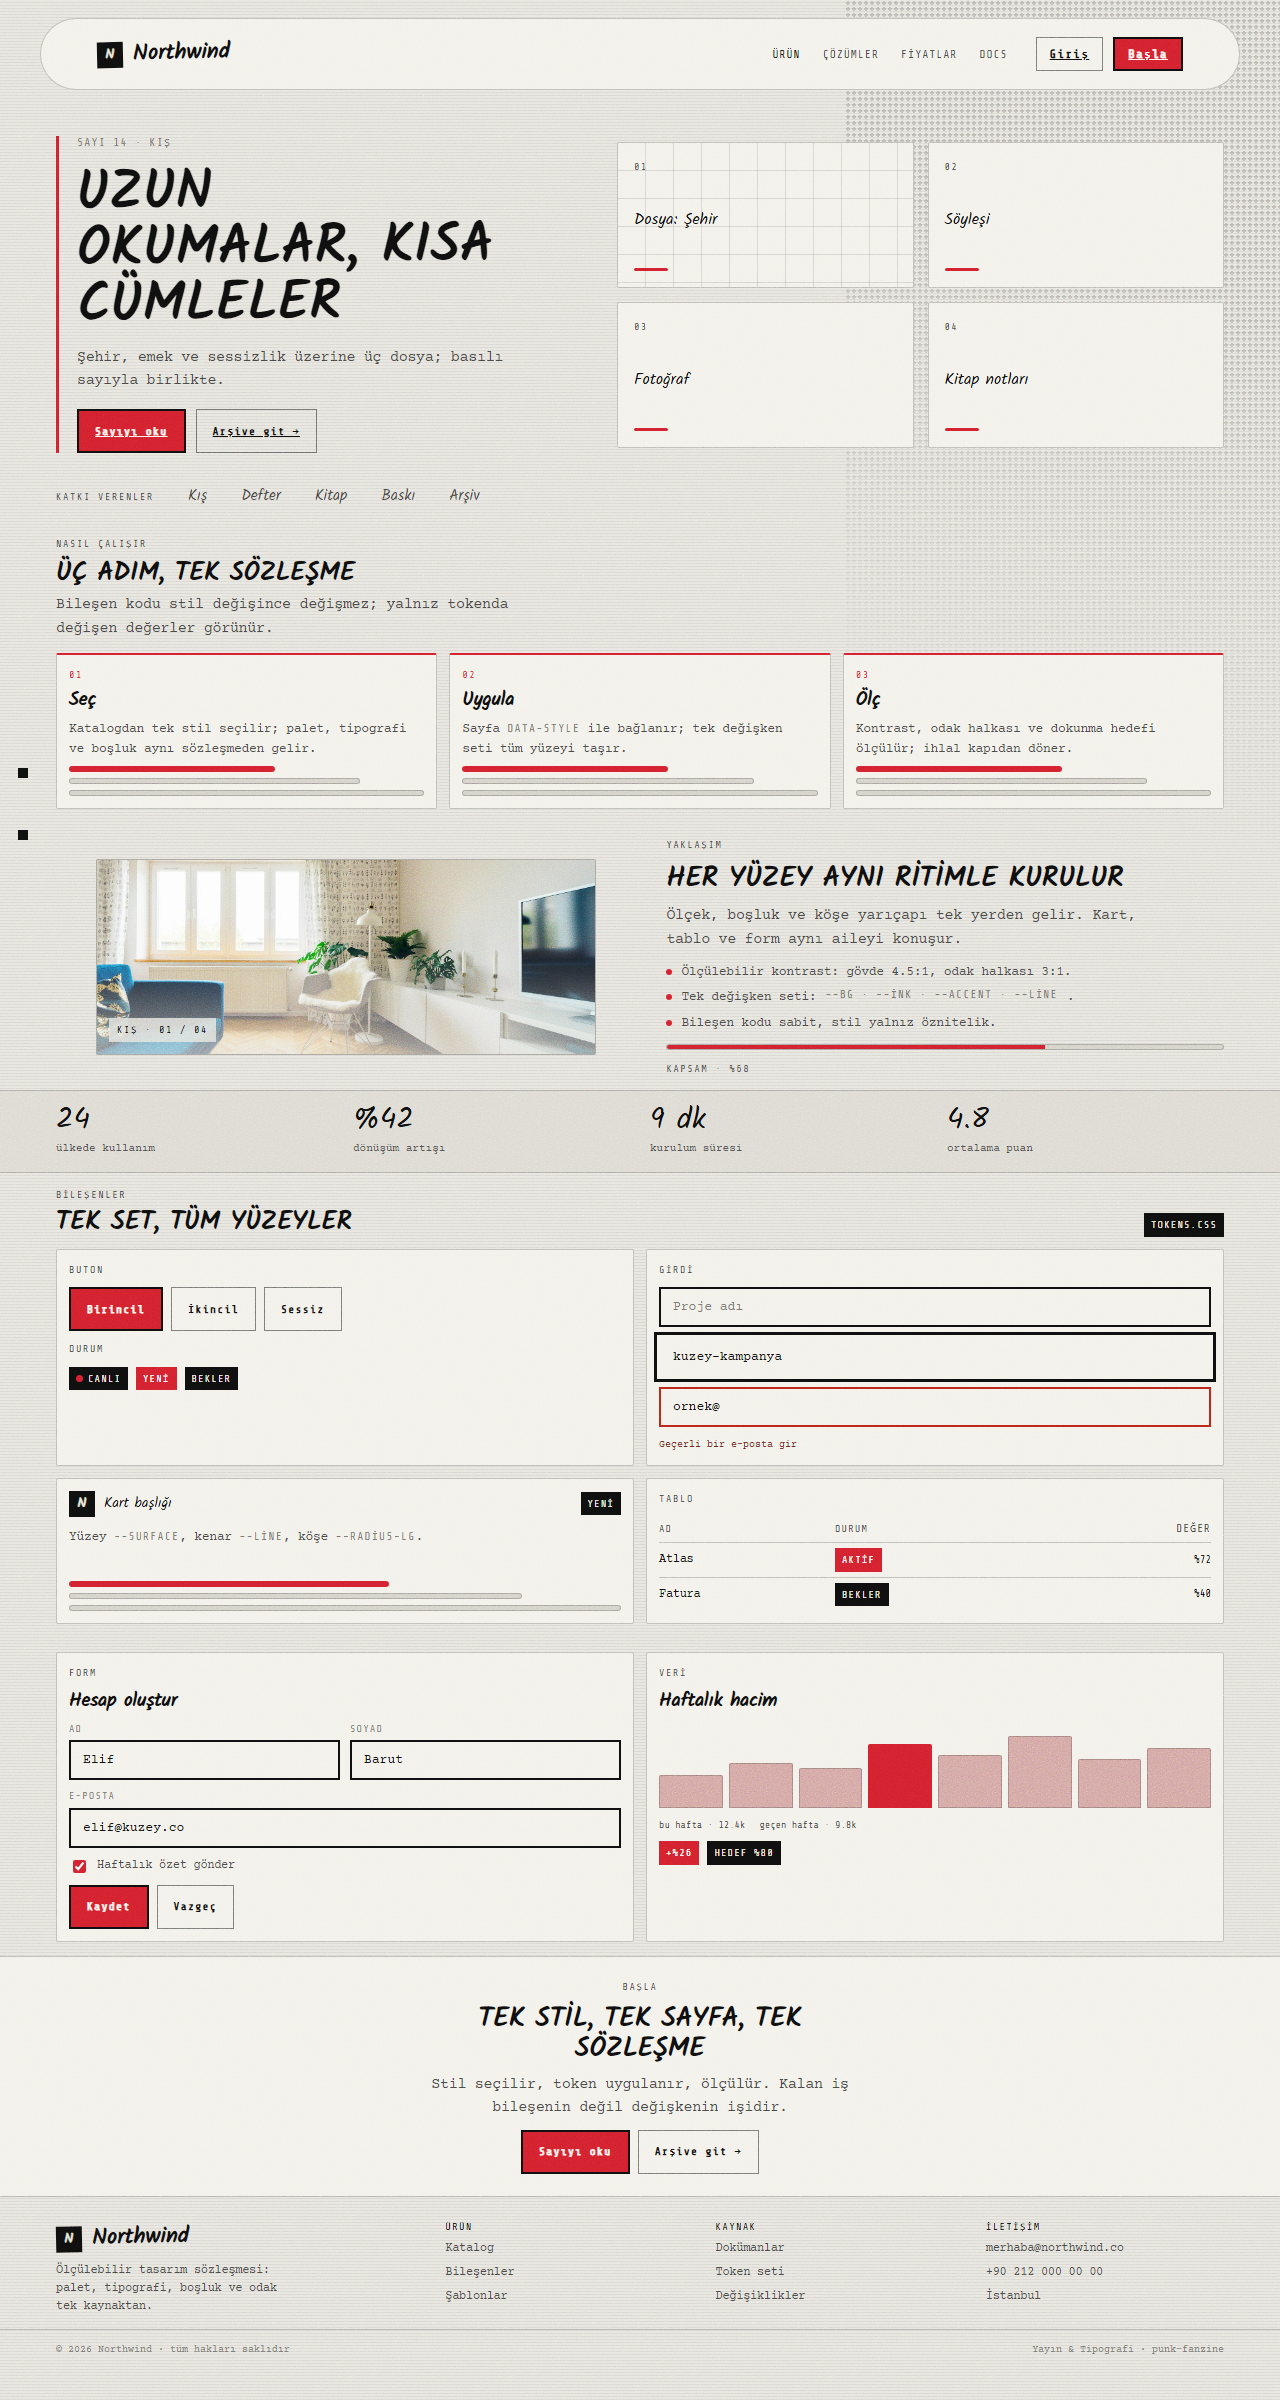 N Northwind
ÜRÜN ÇÖZÜMLER FİYATLAR DOCS Giriş Başla
SAYI 14 · KIŞ
UZUN
OKUMALAR, KISA
CÜMLELER
Şehir, emek ve sessizlik üzerine üç dosya; basılı
sayıyla birlikte.
Sayıyı oku Arşive git →
01
Dosya: Şehir
02
Söyleşi
03
Fotoğraf
04
Kitap notları
KATKI VERENLER Kış Defter Kitap Baskı Arşiv
NASIL ÇALIŞIR
ÜÇ ADIM, TEK SÖZLEŞME
Bileşen kodu stil değişince değişmez; yalnız tokenda
değişen değerler görünür.
01
Seç
Katalogdan tek stil seçilir; palet, tipografi
ve boşluk aynı sözleşmeden gelir.
02
Uygula
Sayfa DATA-STYLE ile bağlanır; tek değişken
seti tüm yüzeyi taşır.
03
Ölç
Kontrast, odak halkası ve dokunma hedefi
ölçülür; ihlal kapıdan döner.
KIŞ · 01 / 04
YAKLAŞIM
HER YÜZEY AYNI RİTİMLE KURULUR
Ölçek, boşluk ve köşe yarıçapı tek yerden gelir. Kart,
tablo ve form aynı aileyi konuşur.
Ölçülebilir kontrast: gövde 4.5:1, odak halkası 3:1.
Tek değişken seti: --BG · --İNK · --ACCENT · --LİNE .
Bileşen kodu sabit, stil yalnız öznitelik.
KAPSAM · %68
24
ülkede kullanım
%42
dönüşüm artışı
9 dk
kurulum süresi
4.8
ortalama puan
BİLEŞENLER
TEK SET, TÜM YÜZEYLER
TOKENS.CSS
BUTON
Birincil İkincil Sessiz
DURUM
CANLI YENİ BEKLER
GİRDİ
Proje adı
kuzey-kampanya
ornek@
Geçerli bir e-posta gir
N Kart başlığı YENİ
Yüzey --SURFACE, kenar --LİNE, köşe --RADİUS-LG.
TABLO
AD DURUM DEĞER
Atlas AKTİF %72
Fatura BEKLER %40
FORM
Hesap oluştur
AD SOYAD
Elif Barut
E-POSTA
elif@kuzey.co
Haftalık özet gönder
Kaydet Vazgeç
VERİ
Haftalık hacim
bu hafta · 12.4k geçen hafta · 9.8k
+%26 HEDEF %80
BAŞLA
TEK STİL, TEK SAYFA, TEK
SÖZLEŞME
Stil seçilir, token uygulanır, ölçülür. Kalan iş
bileşenin değil değişkenin işidir.
Sayıyı oku Arşive git →
N Northwind
Ölçülebilir tasarım sözleşmesi:
palet, tipografi, boşluk ve odak
tek kaynaktan.
ÜRÜN
Katalog
Bileşenler
Şablonlar
KAYNAK
Dokümanlar
Token seti
Değişiklikler
İLETİŞİM
merhaba@northwind.co
+90 212 000 00 00
İstanbul
© 2026 Northwind · tüm hakları saklıdır
Yayın & Tipografi · punk-fanzine